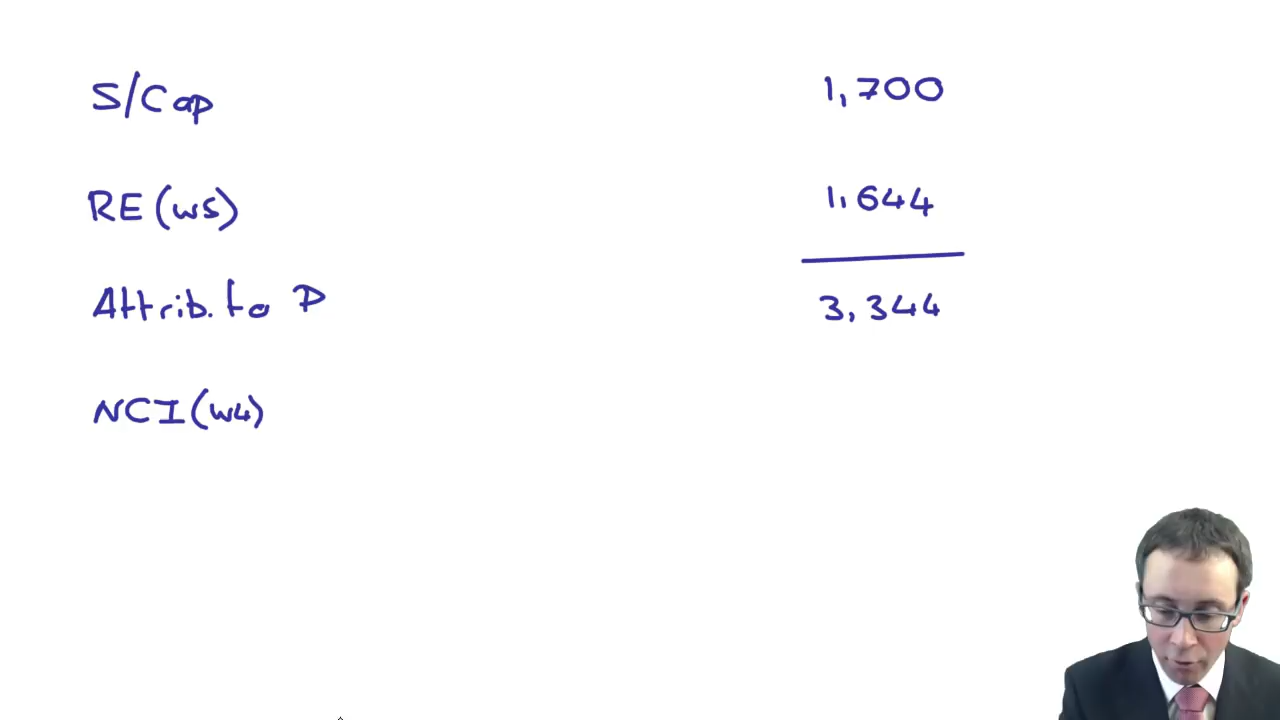 S/Cap 1,700
RE (W5) 1,644
Attrib. to P 3,344
NCI (W4)